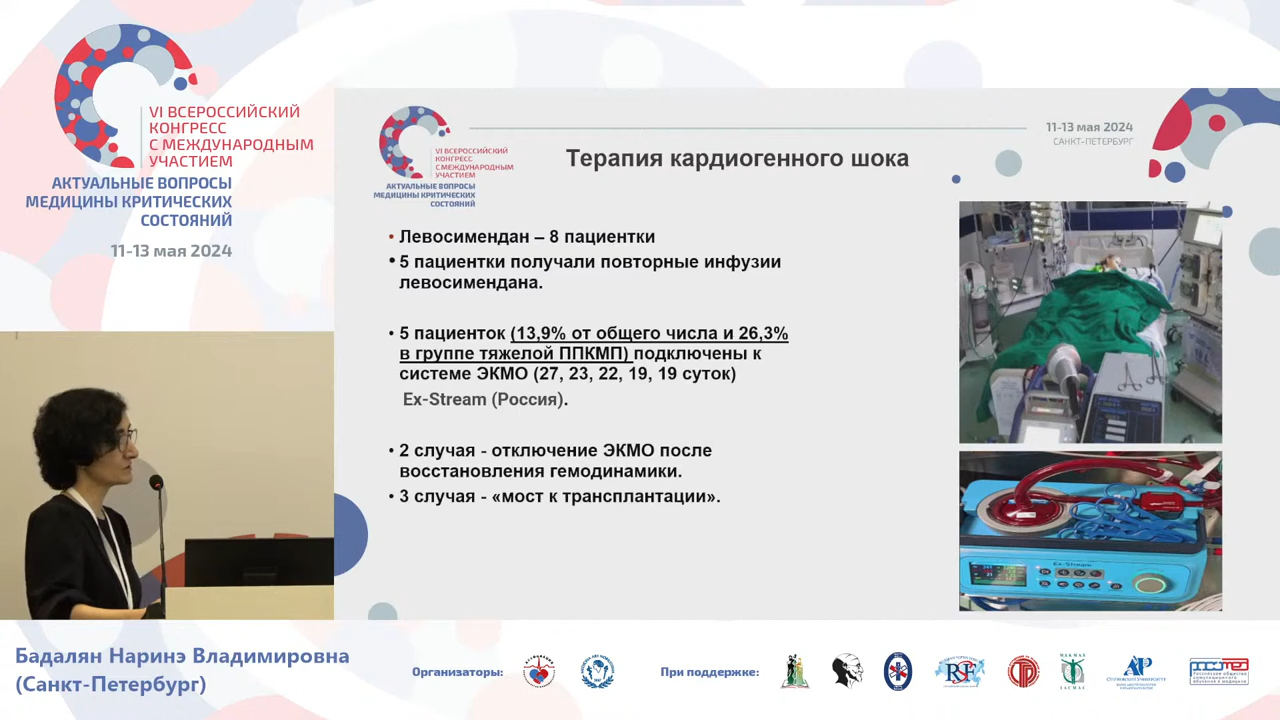 VI ВСЕРОССИЙСКИЙ
КОНГРЕСС
С МЕЖДУНАРОДНЫМ
УЧАСТИЕМ
АКТУАЛЬНЫЕ ВОПРОСЫ
МЕДИЦИНЫ КРИТИЧЕСКИХ
СОСТОЯНИЙ
11-13 мая 2024
VI ВСЕРОССИЙСКИЙ
КОНГРЕСС
С МЕЖДУНАРОДНЫМ
УЧАСТИЕМ
АКТУАЛЬНЫЕ ВОПРОСЫ
МЕДИЦИНЫ КРИТИЧЕСКИХ
СОСТОЯНИЙ
11-13 мая 2024
САНКТ-ПЕТЕРБУРГ
Терапия кардиогенного шока
• Левосимендан – 8 пациентки
• 5 пациентки получали повторные инфузии
левосимендана.
• 5 пациенток (13,9% от общего числа и 26,3%
в группе тяжелой ППКМП) подключены к
системе ЭКМО (27, 23, 22, 19, 19 суток)
Ex-Stream (Россия).
• 2 случая - отключение ЭКМО после
восстановления гемодинамики.
• 3 случая - «мост к трансплантации».
Ex-Stream
Бадалян Наринэ Владимировна
(Санкт-Петербург)
Организаторы:
При поддержке: